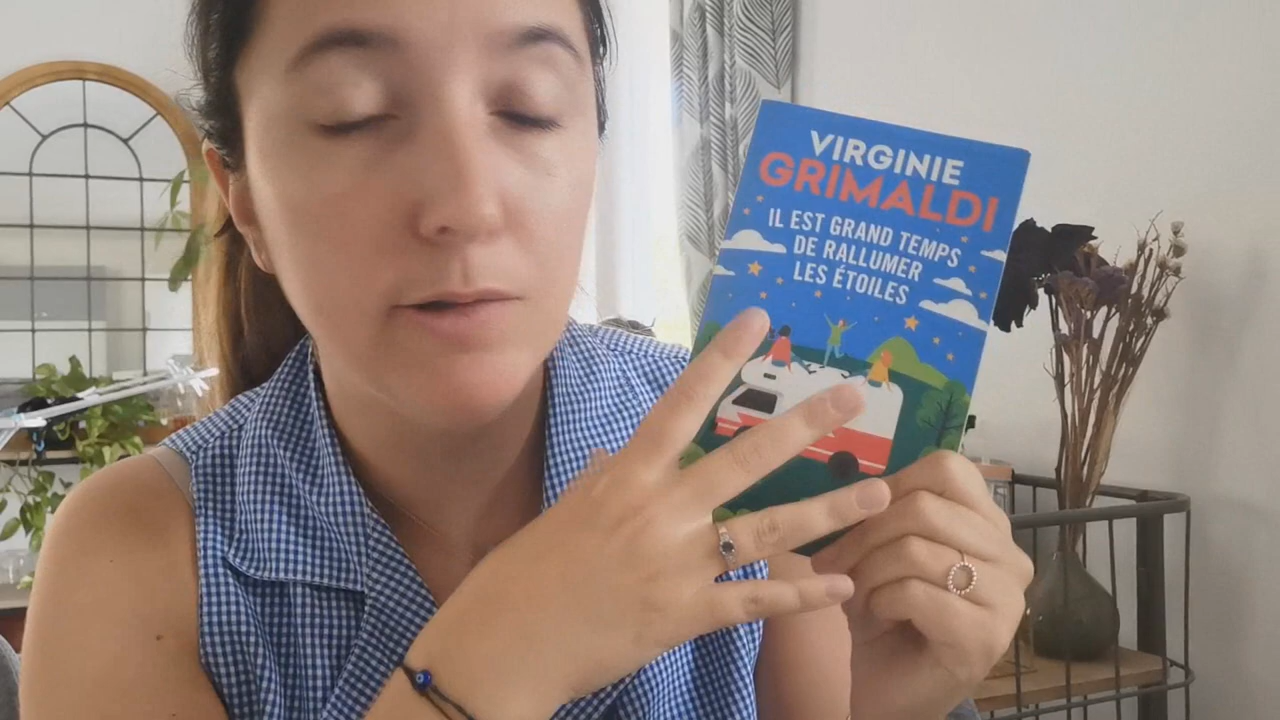 VIRGINIE
GRIMALDI
IL EST GRAND TEMPS
DE RALLUMER
LES ÉTOILES